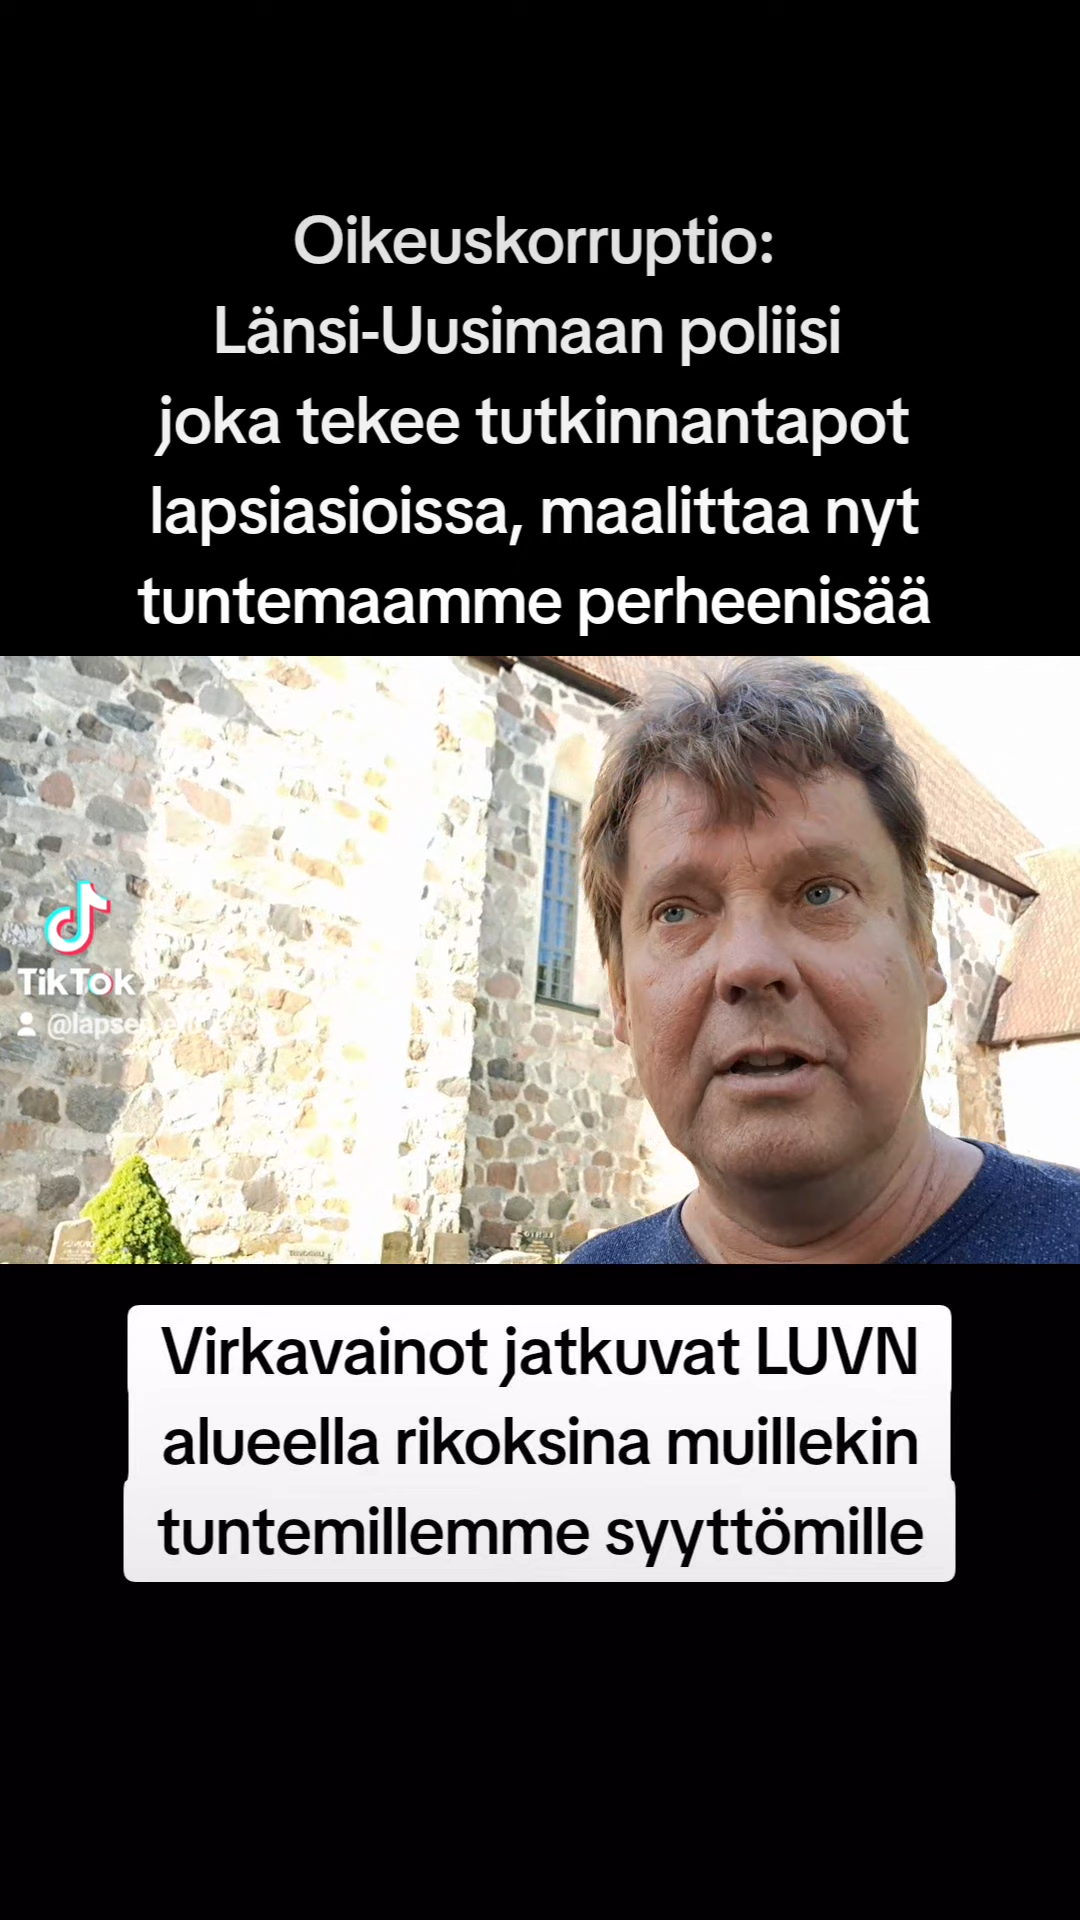 Oikeuskorruptio:
Länsi-Uusimaan poliisi
joka tekee tutkinnantapot
lapsiasioissa, maalittaa nyt
tuntemaamme perheenisää
TikTok
Virkavainot jatkuvat LUVN
alueella rikoksina muillekin
tuntemillemme syyttömille